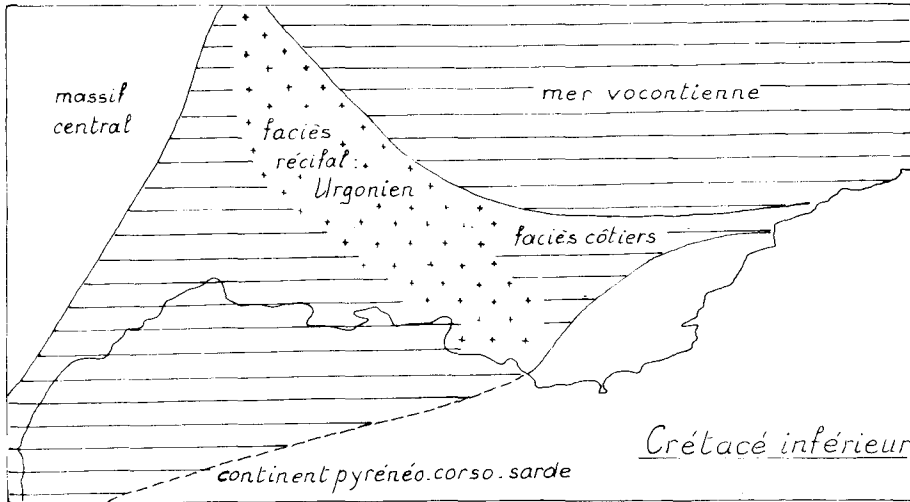 massif
central
mer vocontienne
faciès
récifal :
Urgonien
faciès côtiers
Crétacé inférieur
continent pyrénéo.corso.sarde